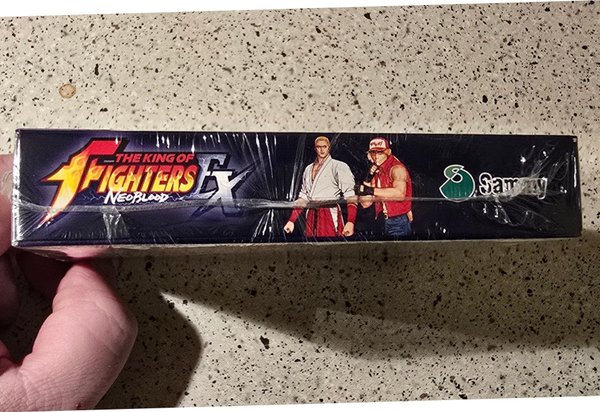 THE KING OF
FIGHTERS EX
NEOBLOOD
Sammy